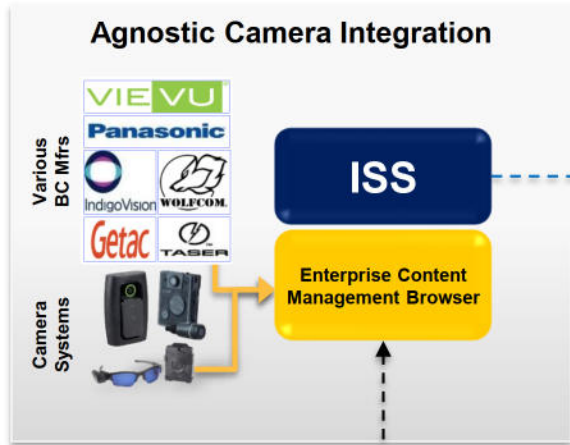 Agnostic Camera Integration
Various
BC Mfrs
VIEVU
Panasonic
IndigoVision
WOLFCOM
Getac
TASER
ISS
Enterprise Content
Management Browser
Camera
Systems